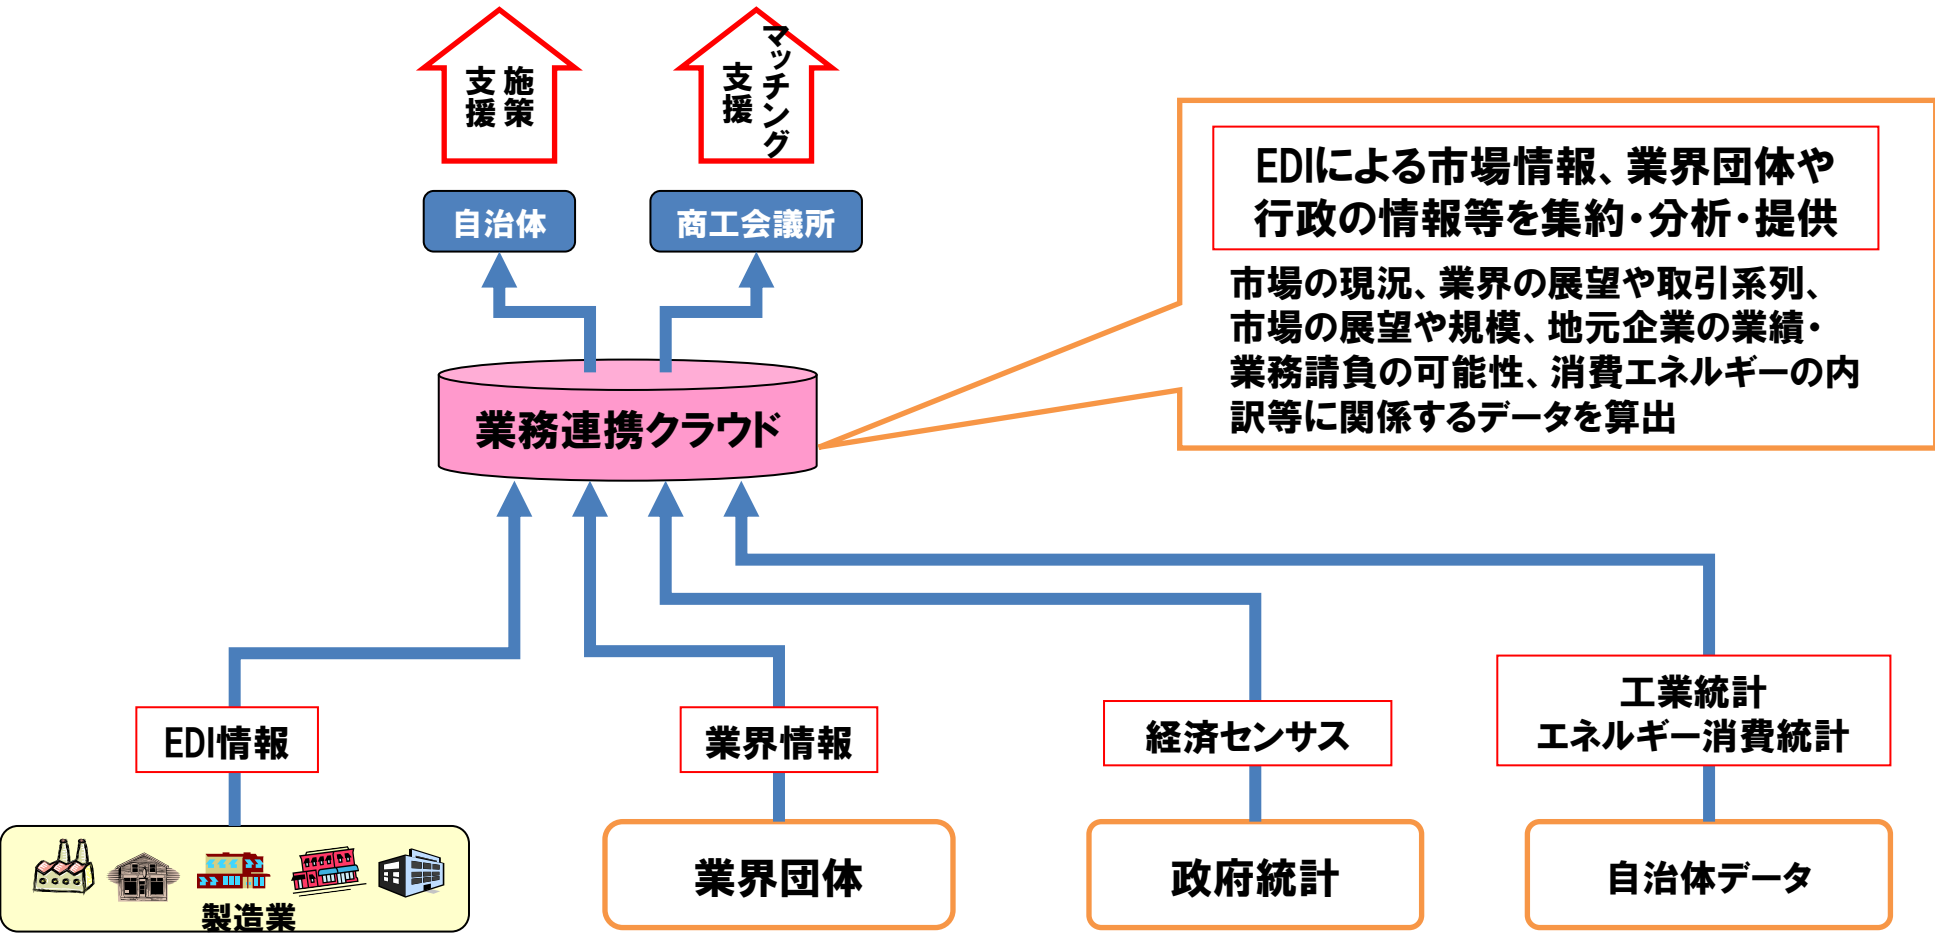 施策
支援
マッチング
支援
自治体
商工会議所
EDIによる市場情報、業界団体や
行政の情報等を集約・分析・提供
市場の現況、業界の展望や取引系列、
市場の展望や規模、地元企業の業績・
業務請負の可能性、消費エネルギーの内
訳等に関係するデータを算出
業務連携クラウド
EDI情報
業界情報
経済センサス
工業統計
エネルギー消費統計
製造業
業界団体
政府統計
自治体データ